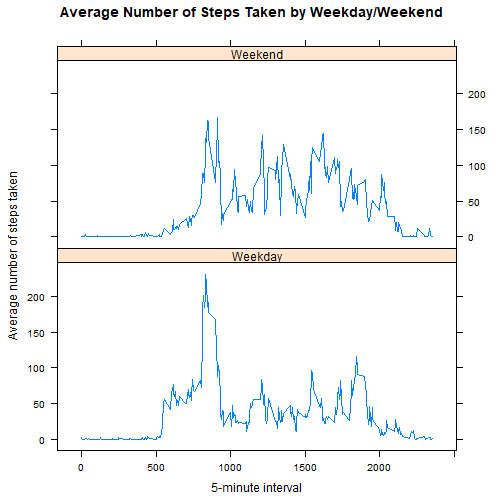 Average Number of Steps Taken by Weekday/Weekend
Weekend
200
150
100
50
0
Weekday
200
150
100
50
0
0 500 1000 1500 2000
Average number of steps taken
5-minute interval